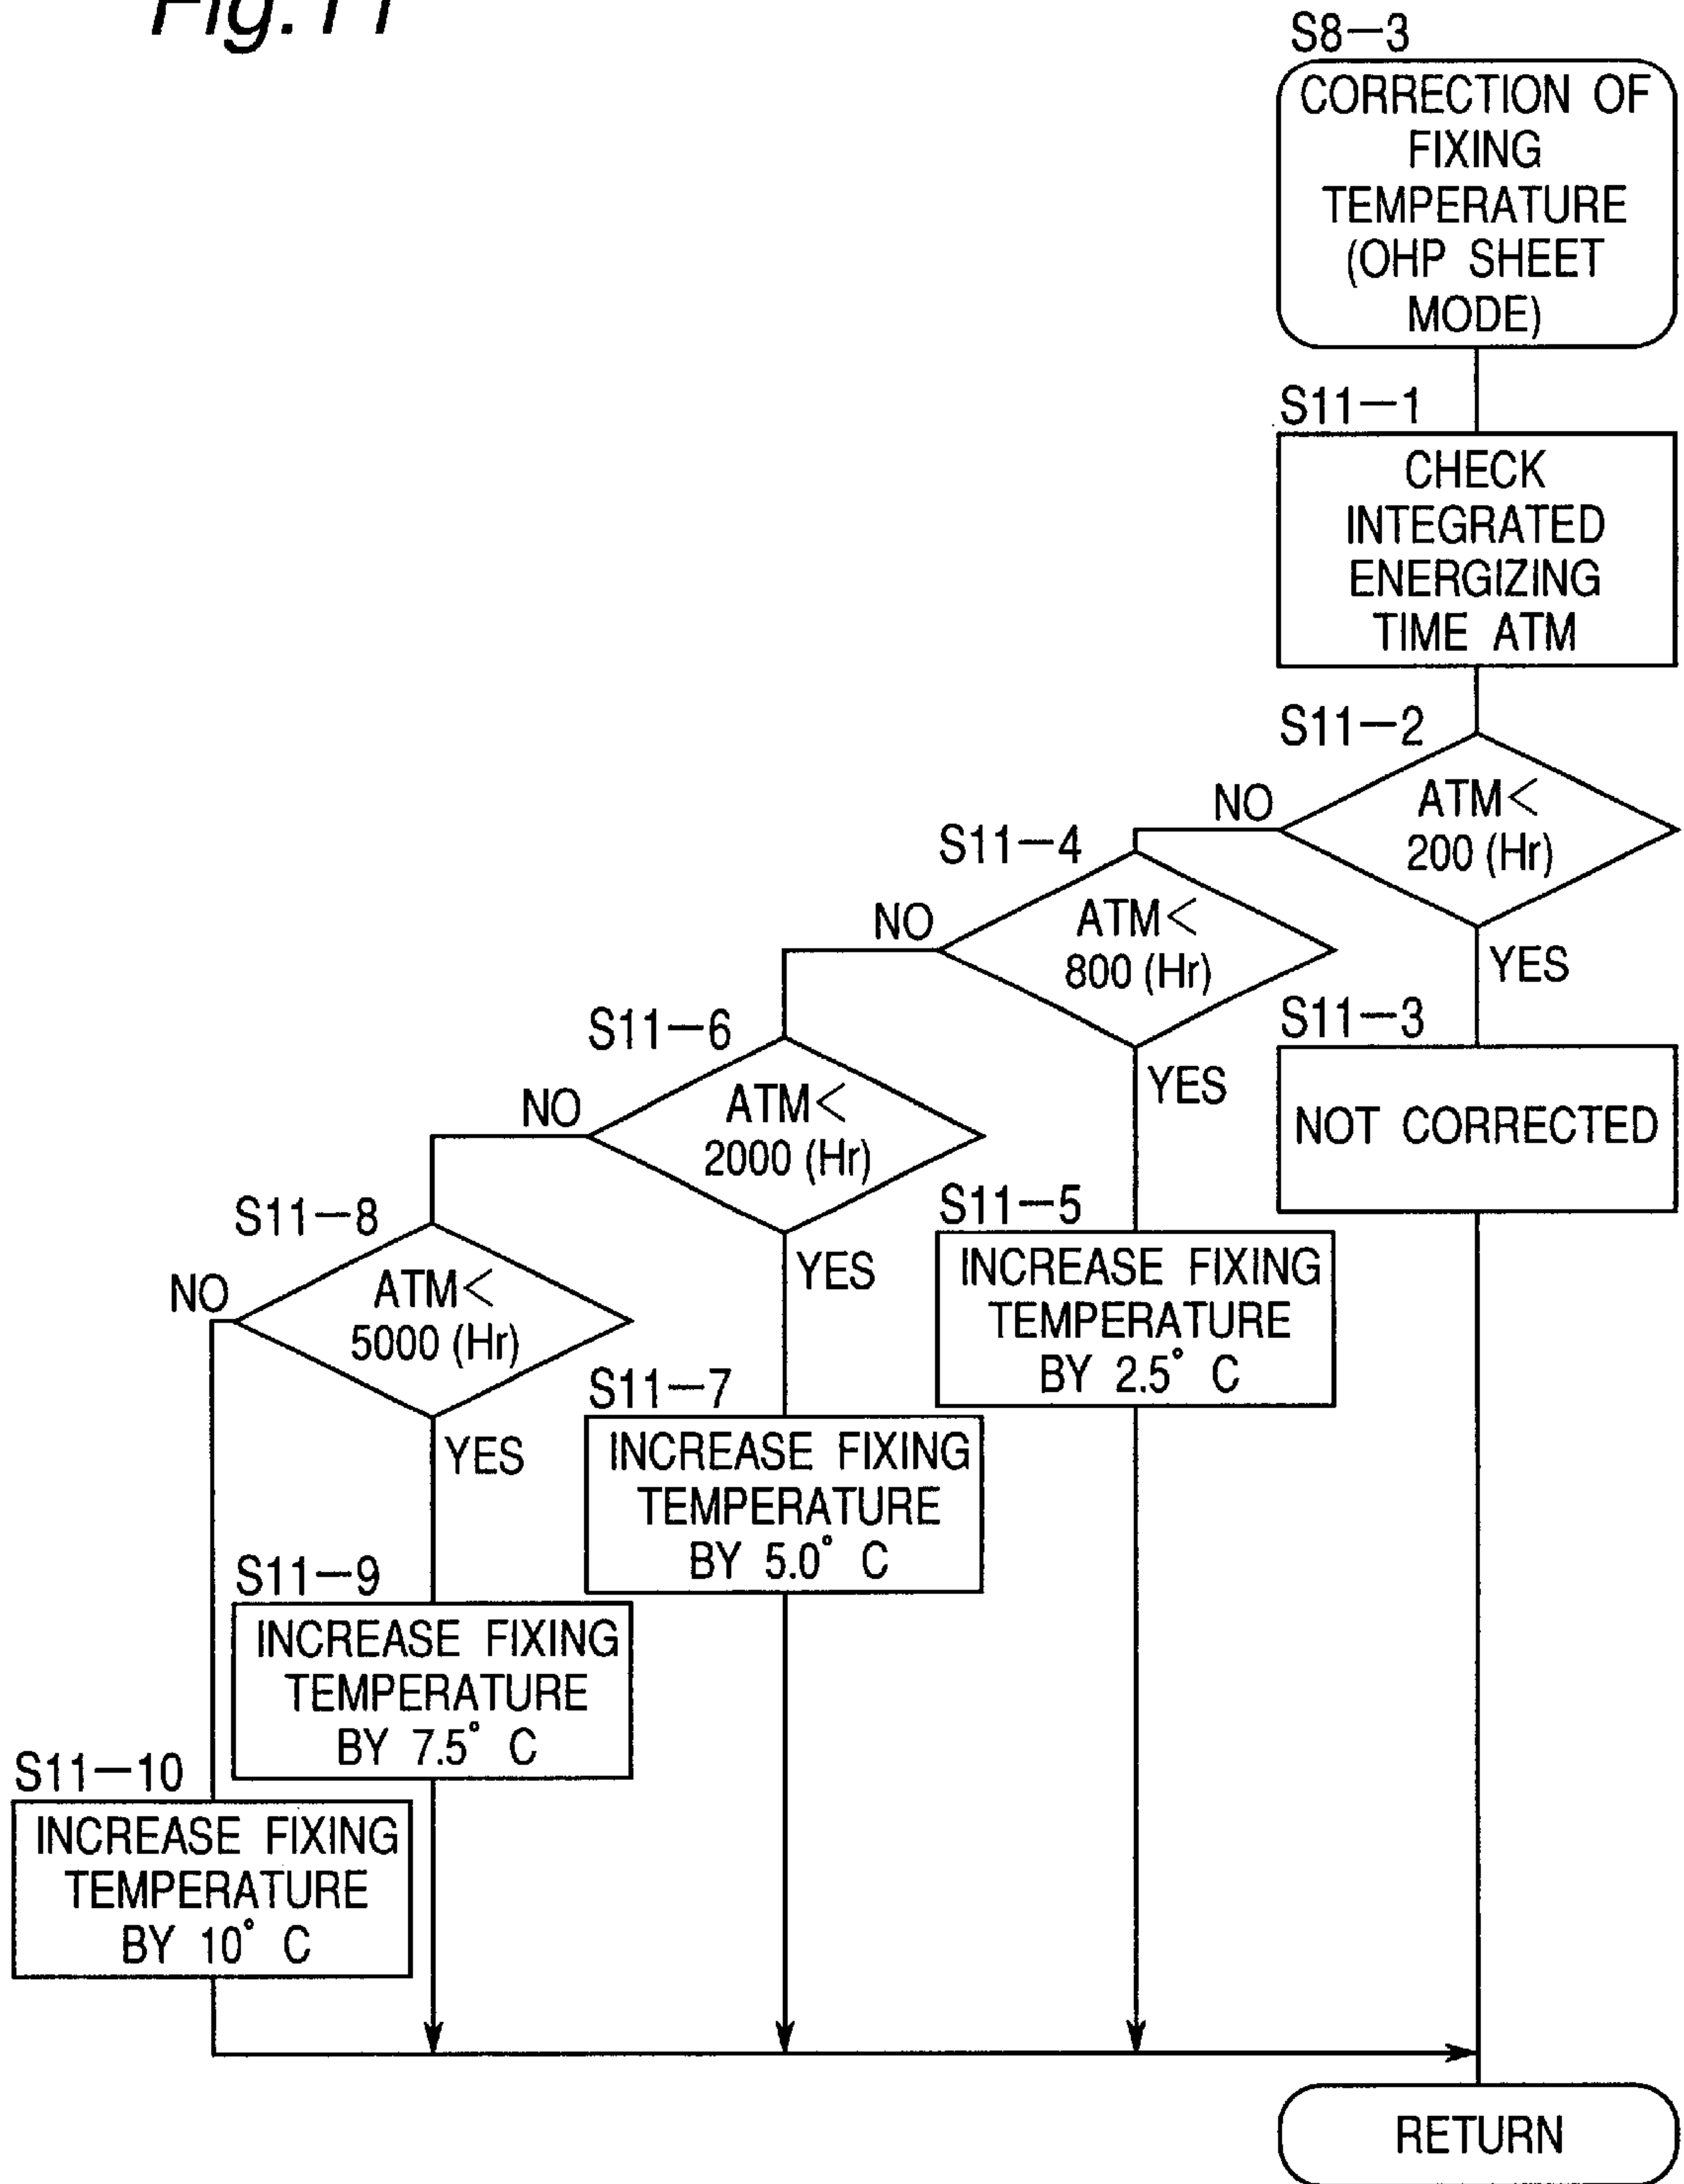 Fig. 11
S8-3
CORRECTION OF
FIXING
TEMPERATURE
(OHP SHEET
MODE)
S11-1
CHECK
INTEGRATED
ENERGIZING
TIME ATM
S11-2
ATM<
200 (Hr)
NO
YES
S11-3
NOT CORRECTED
S11-4
ATM<
800 (Hr)
NO
YES
S11-5
INCREASE FIXING
TEMPERATURE
BY 2.5° C
S11-6
ATM<
2000 (Hr)
NO
YES
S11-7
INCREASE FIXING
TEMPERATURE
BY 5.0° C
S11-8
ATM<
5000 (Hr)
NO
YES
S11-9
INCREASE FIXING
TEMPERATURE
BY 7.5° C
S11-10
INCREASE FIXING
TEMPERATURE
BY 10° C
RETURN